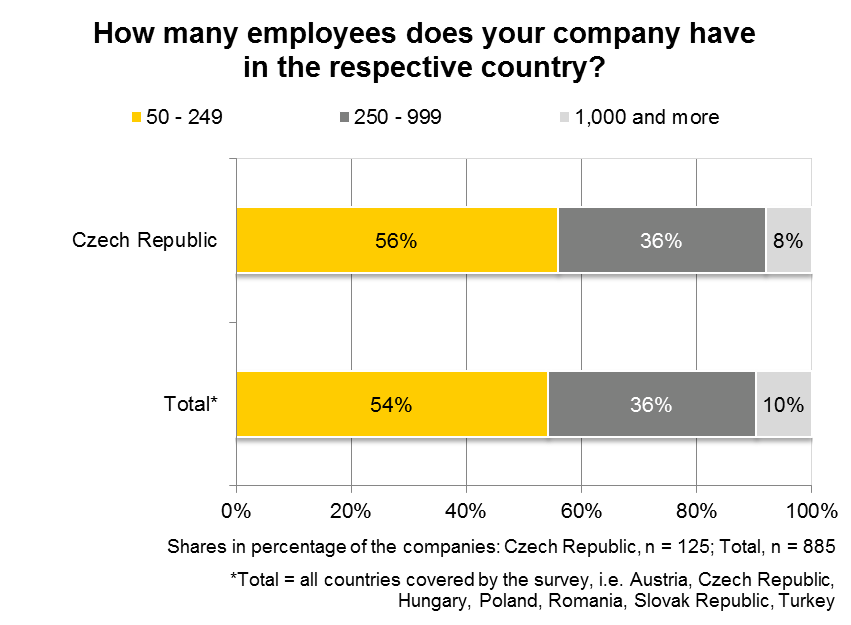 How many employees does your company have
in the respective country?
50 - 249 250 - 999 1,000 and more
Czech Republic 56% 36% 8%
Total* 54% 36% 10%
0% 20% 40% 60% 80% 100%
Shares in percentage of the companies: Czech Republic, n = 125; Total, n = 885
*Total = all countries covered by the survey, i.e. Austria, Czech Republic,
Hungary, Poland, Romania, Slovak Republic, Turkey